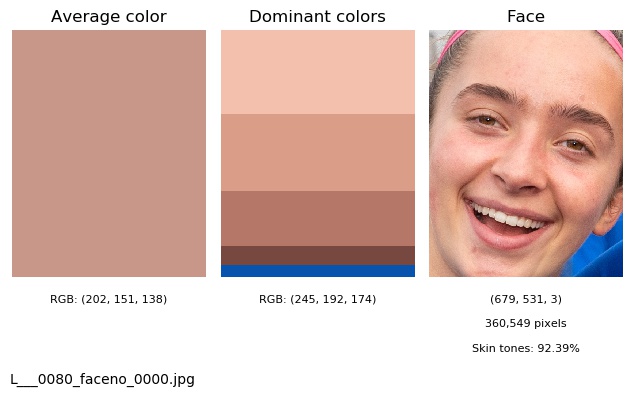 Average color
Dominant colors
Face
RGB: (202, 151, 138)
RGB: (245, 192, 174)
(679, 531, 3)
360,549 pixels
Skin tones: 92.39%
L___0080_faceno_0000.jpg